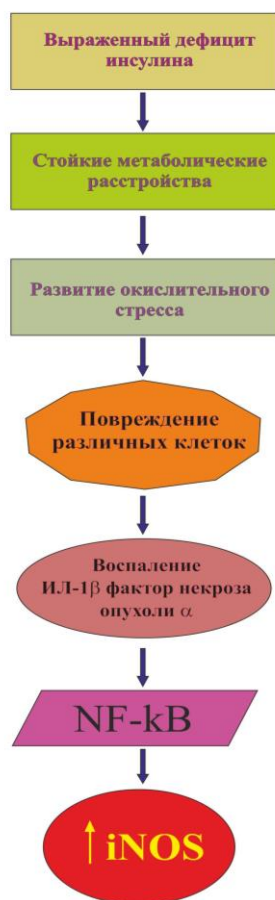 Выраженный дефицит
инсулина
Стойкие метаболические
расстройства
Развитие окислительного
стресса
Повреждение
различных клеток
Воспаление
ИЛ-1β фактор некроза
опухоли α
NF-kB
↑ iNOS